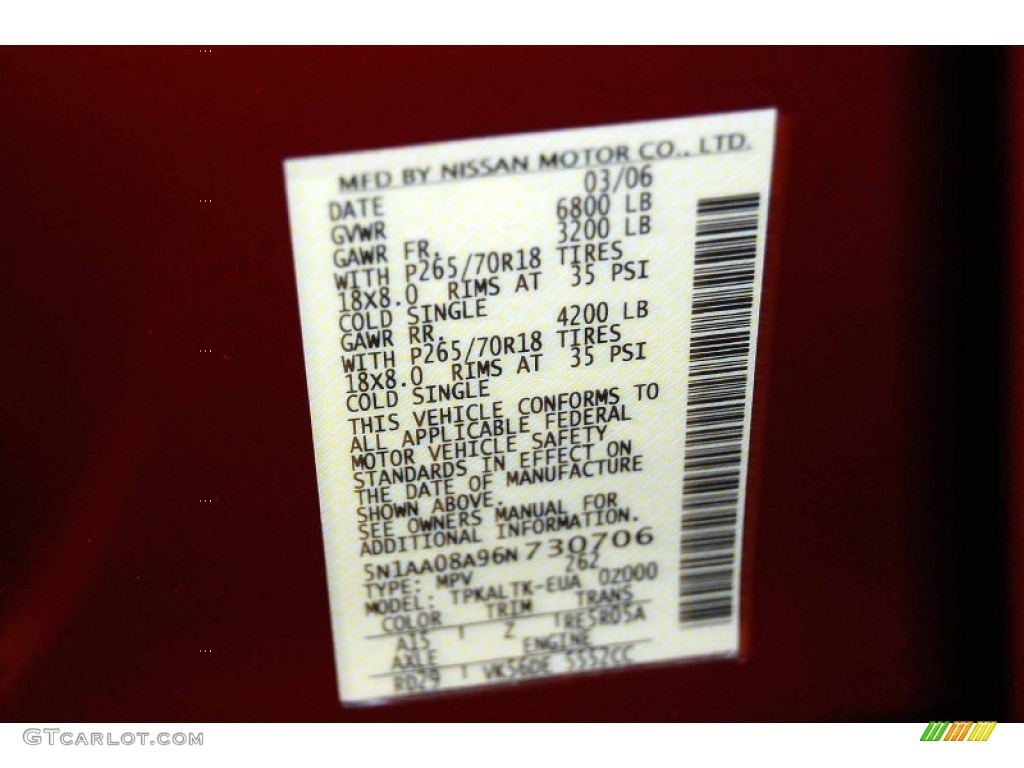 MFD BY NISSAN MOTOR CO., LTD.
DATE 03/06
GVWR 6800 LB
GAWR FR. 3200 LB
WITH P265/70R18 TIRES
18X8.0 RIMS AT 35 PSI
COLD SINGLE
GAWR RR. 4200 LB
WITH P265/70R18 TIRES
18X8.0 RIMS AT 35 PSI
COLD SINGLE
THIS VEHICLE CONFORMS TO
ALL APPLICABLE FEDERAL
MOTOR VEHICLE SAFETY
STANDARDS IN EFFECT ON
THE DATE OF MANUFACTURE
SHOWN ABOVE.
SEE OWNERS MANUAL FOR
ADDITIONAL INFORMATION.
5N1AA08A96N730706
TYPE: MPV 262
MODEL: TPKALTK-EUA 0Z000
COLOR TRIM TRANS
A15 Z RE5R05A
AXLE ENGINE
RD29 VK56DE 5552CC
GTCARLOT.COM